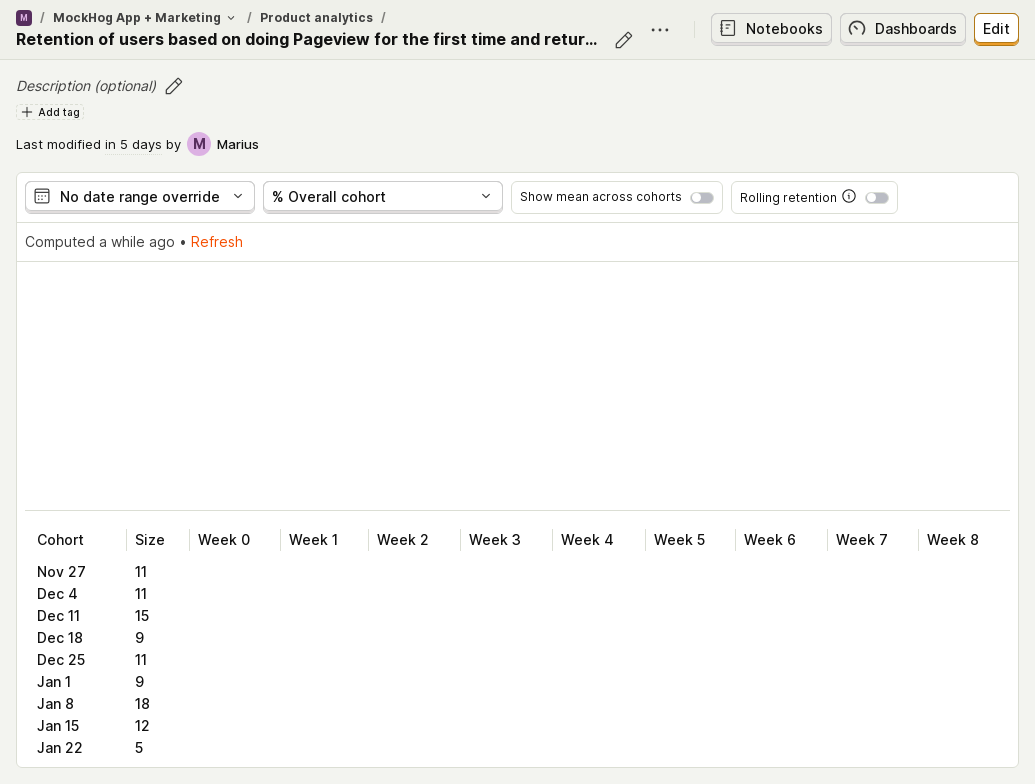 M / MockHog App + Marketing / Product analytics /
Retention of users based on doing Pageview for the first time and retur...
Notebooks
Dashboards
Edit
Description (optional)
Add tag
Last modified in 5 days by M Marius
No date range override
% Overall cohort
Show mean across cohorts
Rolling retention
Computed a while ago • Refresh
Cohort Size Week 0 Week 1 Week 2 Week 3 Week 4 Week 5 Week 6 Week 7 Week 8
Nov 27 11
Dec 4 11
Dec 11 15
Dec 18 9
Dec 25 11
Jan 1 9
Jan 8 18
Jan 15 12
Jan 22 5